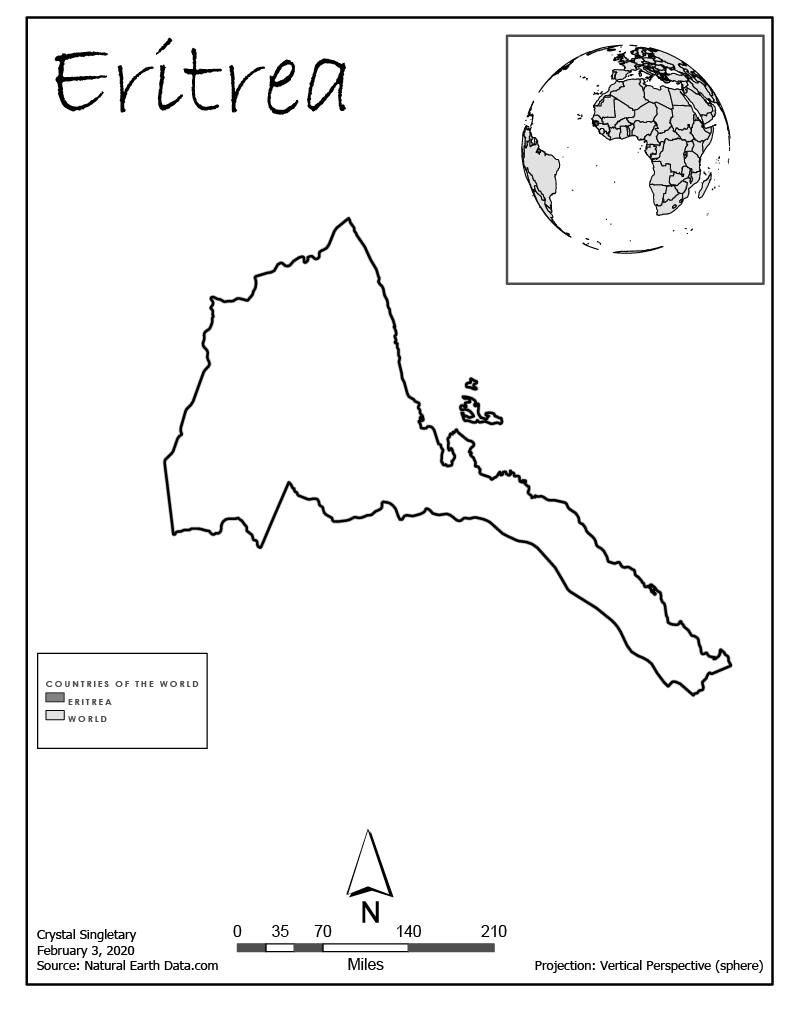 Eritrea
COUNTRIES OF THE WORLD
ERITREA
WORLD
N
0 35 70 140 210
Miles
Crystal Singletary
February 3, 2020
Source: Natural Earth Data.com
Projection: Vertical Perspective (sphere)